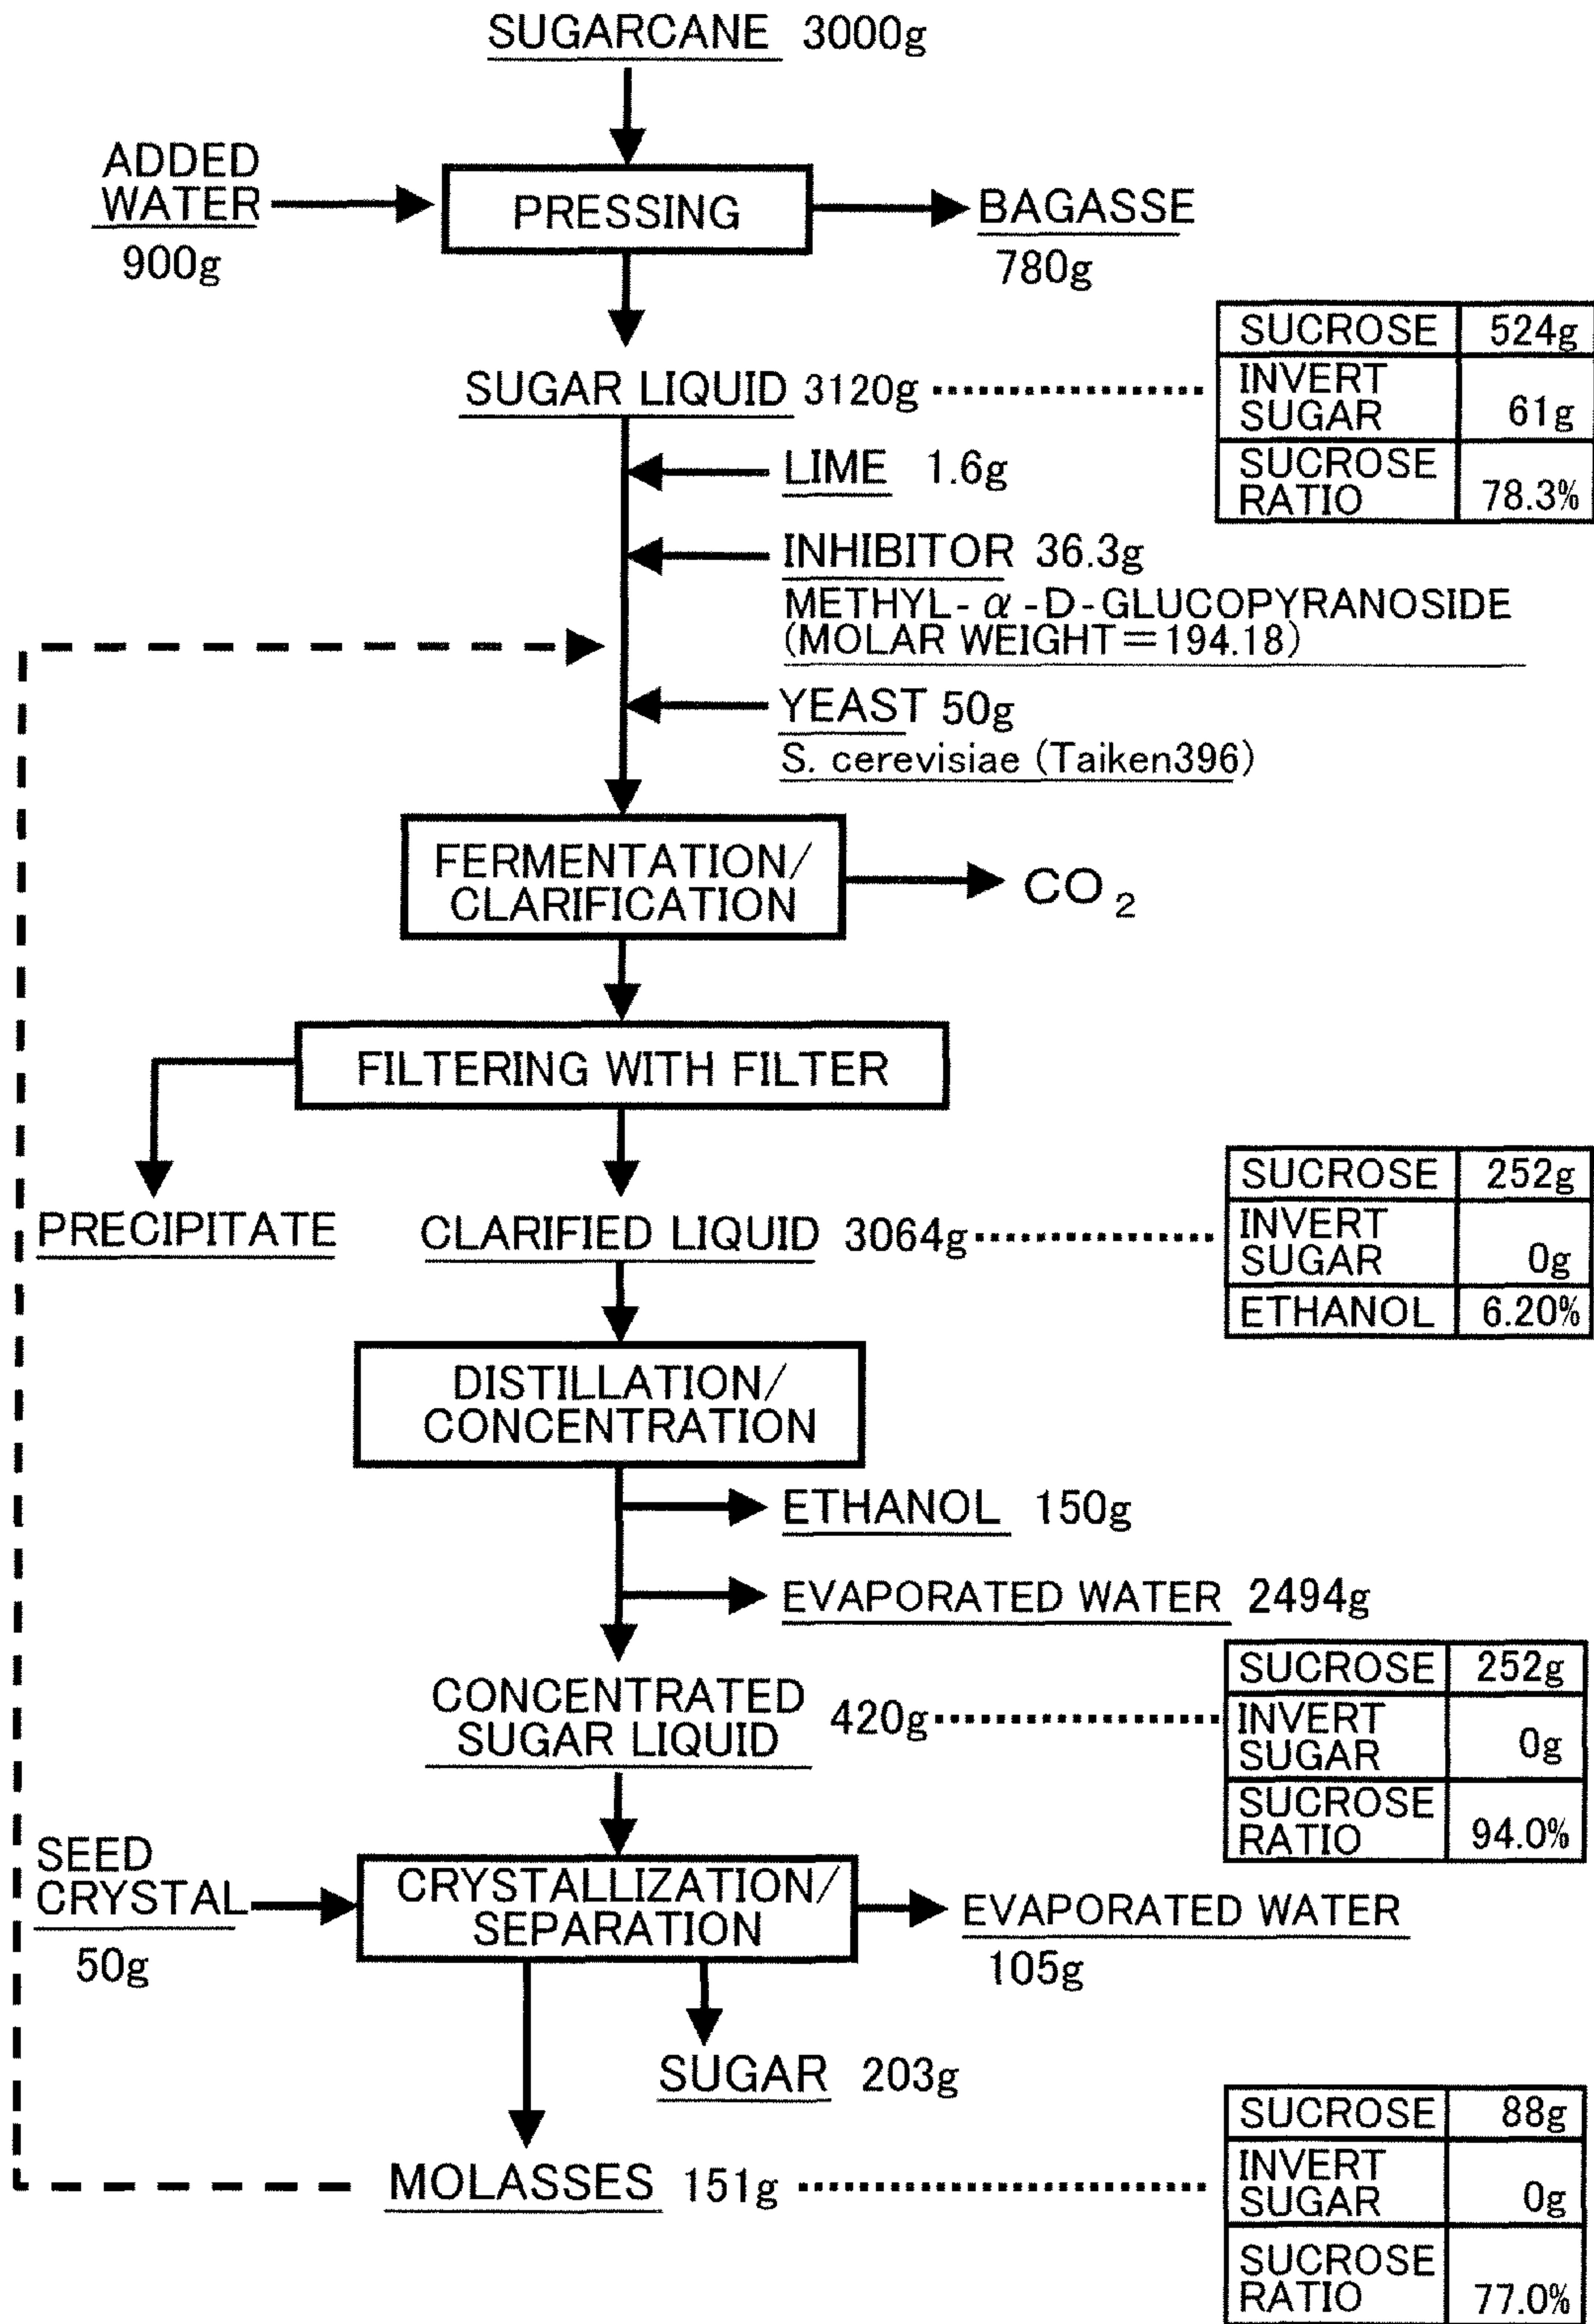 SUGARCANE 3000g
ADDED
WATER
900g
PRESSING
BAGASSE
780g
SUGAR LIQUID 3120g
SUCROSE 524g
INVERT
SUGAR 61g
SUCROSE
RATIO 78.3%
LIME 1.6g
INHIBITOR 36.3g
METHYL-α-D-GLUCOPYRANOSIDE
(MOLAR WEIGHT=194.18)
YEAST 50g
S. cerevisiae (Taiken396)
FERMENTATION/
CLARIFICATION
CO2
FILTERING WITH FILTER
PRECIPITATE
CLARIFIED LIQUID 3064g
SUCROSE 252g
INVERT
SUGAR 0g
ETHANOL 6.20%
DISTILLATION/
CONCENTRATION
ETHANOL 150g
EVAPORATED WATER 2494g
CONCENTRATED
SUGAR LIQUID 420g
SUCROSE 252g
INVERT
SUGAR 0g
SUCROSE
RATIO 94.0%
SEED
CRYSTAL
50g
CRYSTALLIZATION/
SEPARATION
EVAPORATED WATER
105g
SUGAR 203g
MOLASSES 151g
SUCROSE 88g
INVERT
SUGAR 0g
SUCROSE
RATIO 77.0%